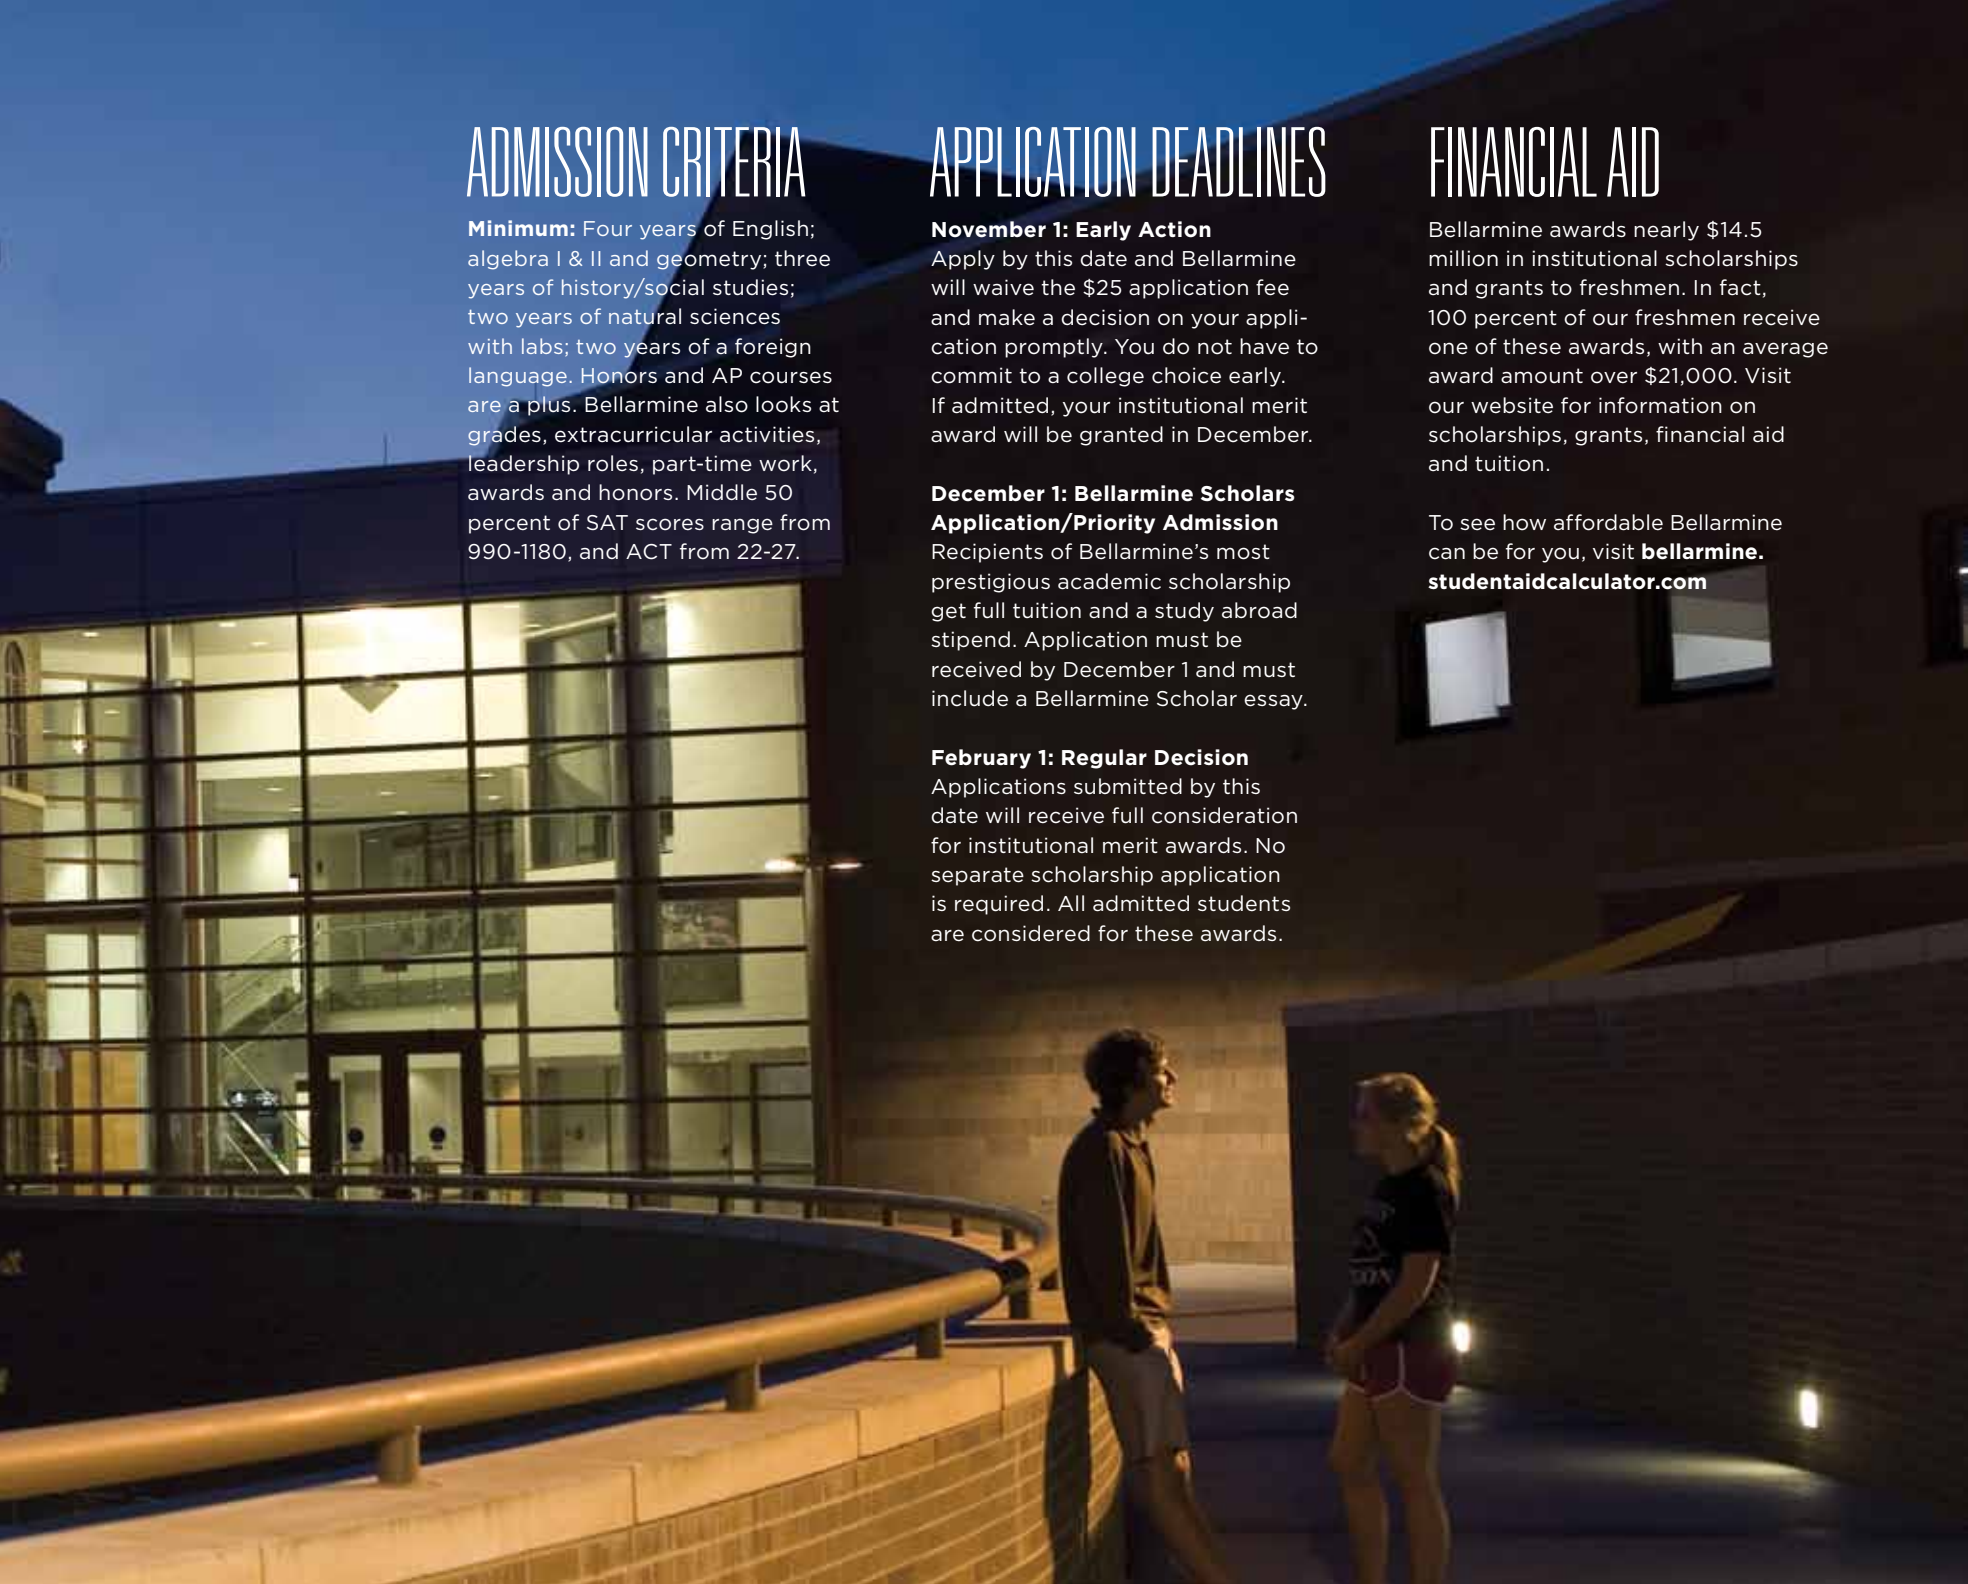 ADMISSION CRITERIA
Minimum: Four years of English;
algebra I & II and geometry; three
years of history/social studies;
two years of natural sciences
with labs; two years of a foreign
language. Honors and AP courses
are a plus. Bellarmine also looks at
grades, extracurricular activities,
leadership roles, part-time work,
awards and honors. Middle 50
percent of SAT scores range from
990-1180, and ACT from 22-27.
APPLICATION DEADLINES
November 1: Early Action
Apply by this date and Bellarmine
will waive the $25 application fee
and make a decision on your appli-
cation promptly. You do not have to
commit to a college choice early.
If admitted, your institutional merit
award will be granted in December.
December 1: Bellarmine Scholars
Application/Priority Admission
Recipients of Bellarmine’s most
prestigious academic scholarship
get full tuition and a study abroad
stipend. Application must be
received by December 1 and must
include a Bellarmine Scholar essay.
February 1: Regular Decision
Applications submitted by this
date will receive full consideration
for institutional merit awards. No
separate scholarship application
is required. All admitted students
are considered for these awards.
FINANCIAL AID
Bellarmine awards nearly $14.5
million in institutional scholarships
and grants to freshmen. In fact,
100 percent of our freshmen receive
one of these awards, with an average
award amount over $21,000. Visit
our website for information on
scholarships, grants, financial aid
and tuition.
To see how affordable Bellarmine
can be for you, visit bellarmine.
studentaidcalculator.com